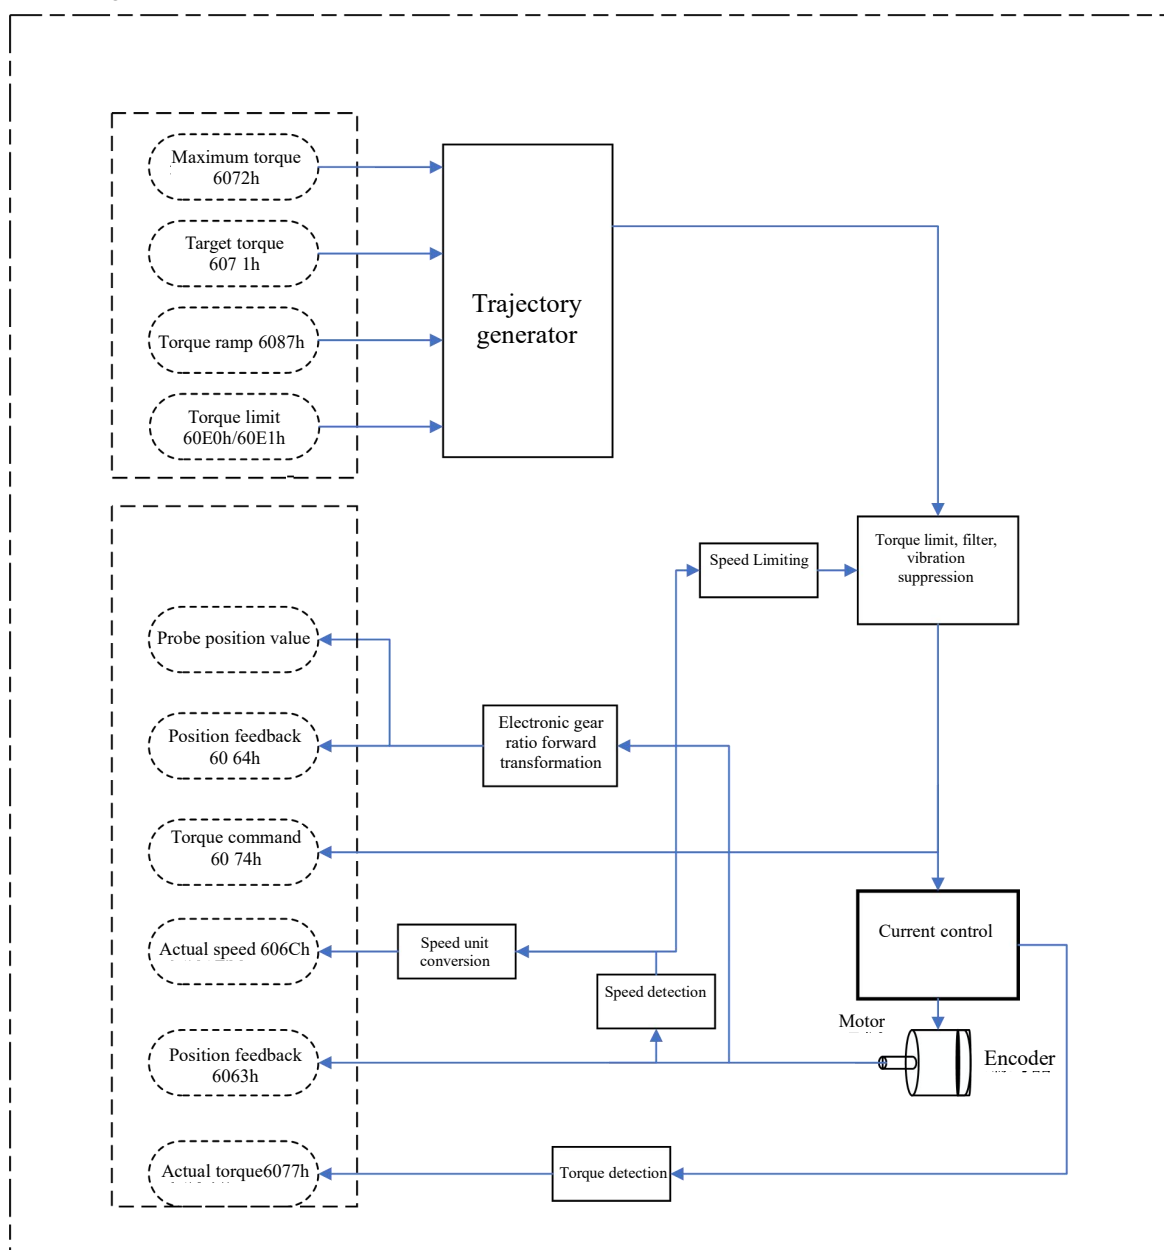 Maximum torque
6072h
Target torque
607 1h
Torque ramp 6087h
Torque limit
60E0h/60E1h
Trajectory
generator
Speed Limiting
Torque limit, filter,
vibration
suppression
Probe position value
Position feedback
60 64h
Electronic gear
ratio forward
transformation
Torque command
60 74h
Actual speed 606Ch
Speed unit
conversion
Speed detection
Current control
Motor
Encoder
Position feedback
6063h
Actual torque6077h
Torque detection